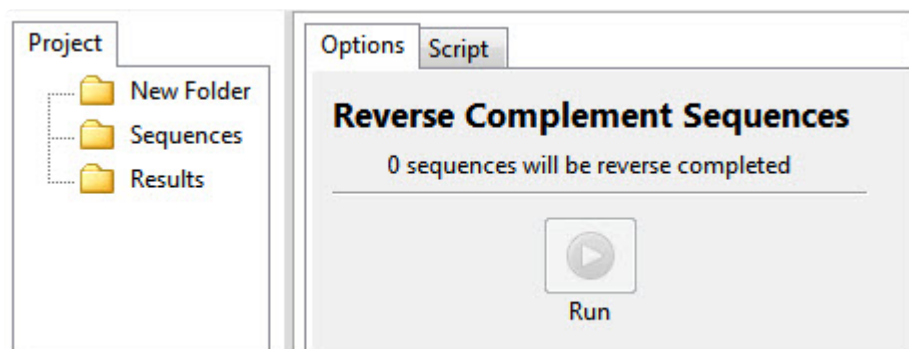 Project
New Folder
Sequences
Results
Options
Script
Reverse Complement Sequences
0 sequences will be reverse completed
Run